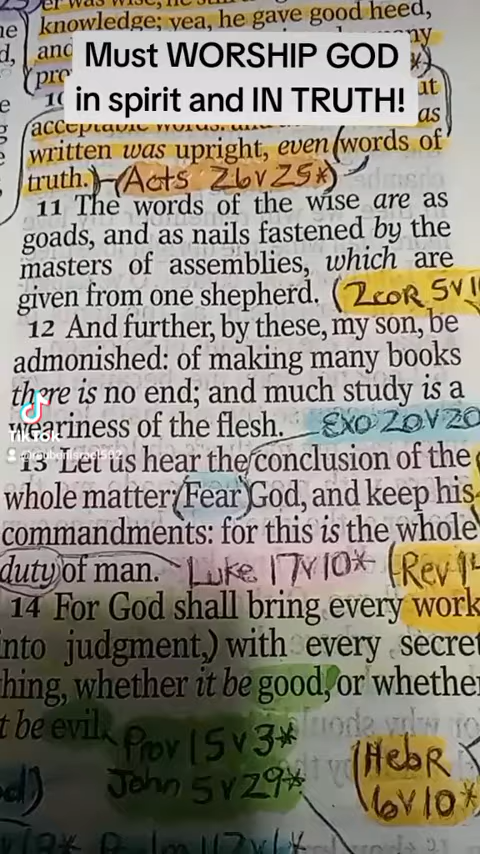 knowledge; yea, he gave good heed,
Must WORSHIP GOD
in spirit and IN TRUTH!
acceptable words: and
as
written was upright, even (words of
truth.) (Acts 26v25*)
11 The words of the wise are as
goads, and as nails fastened by the
masters of assemblies, which are
given from one shepherd. (2COR 5v1
12 And further, by these, my son, be
admonished: of making many books
there is no end; and much study is a
weariness of the flesh. EXO 20V20
TikTok
13 Let us hear the conclusion of the
whole matter: (Fear) God, and keep his
commandments: for this is the whole
duty of man. Luke 17v10* (Rev 14
14 For God shall bring every work
into judgment,) with every secret
thing, whether it be good, or whether
it be evil. Prov 15v3*
John 5v29*
(HebR
6v10*